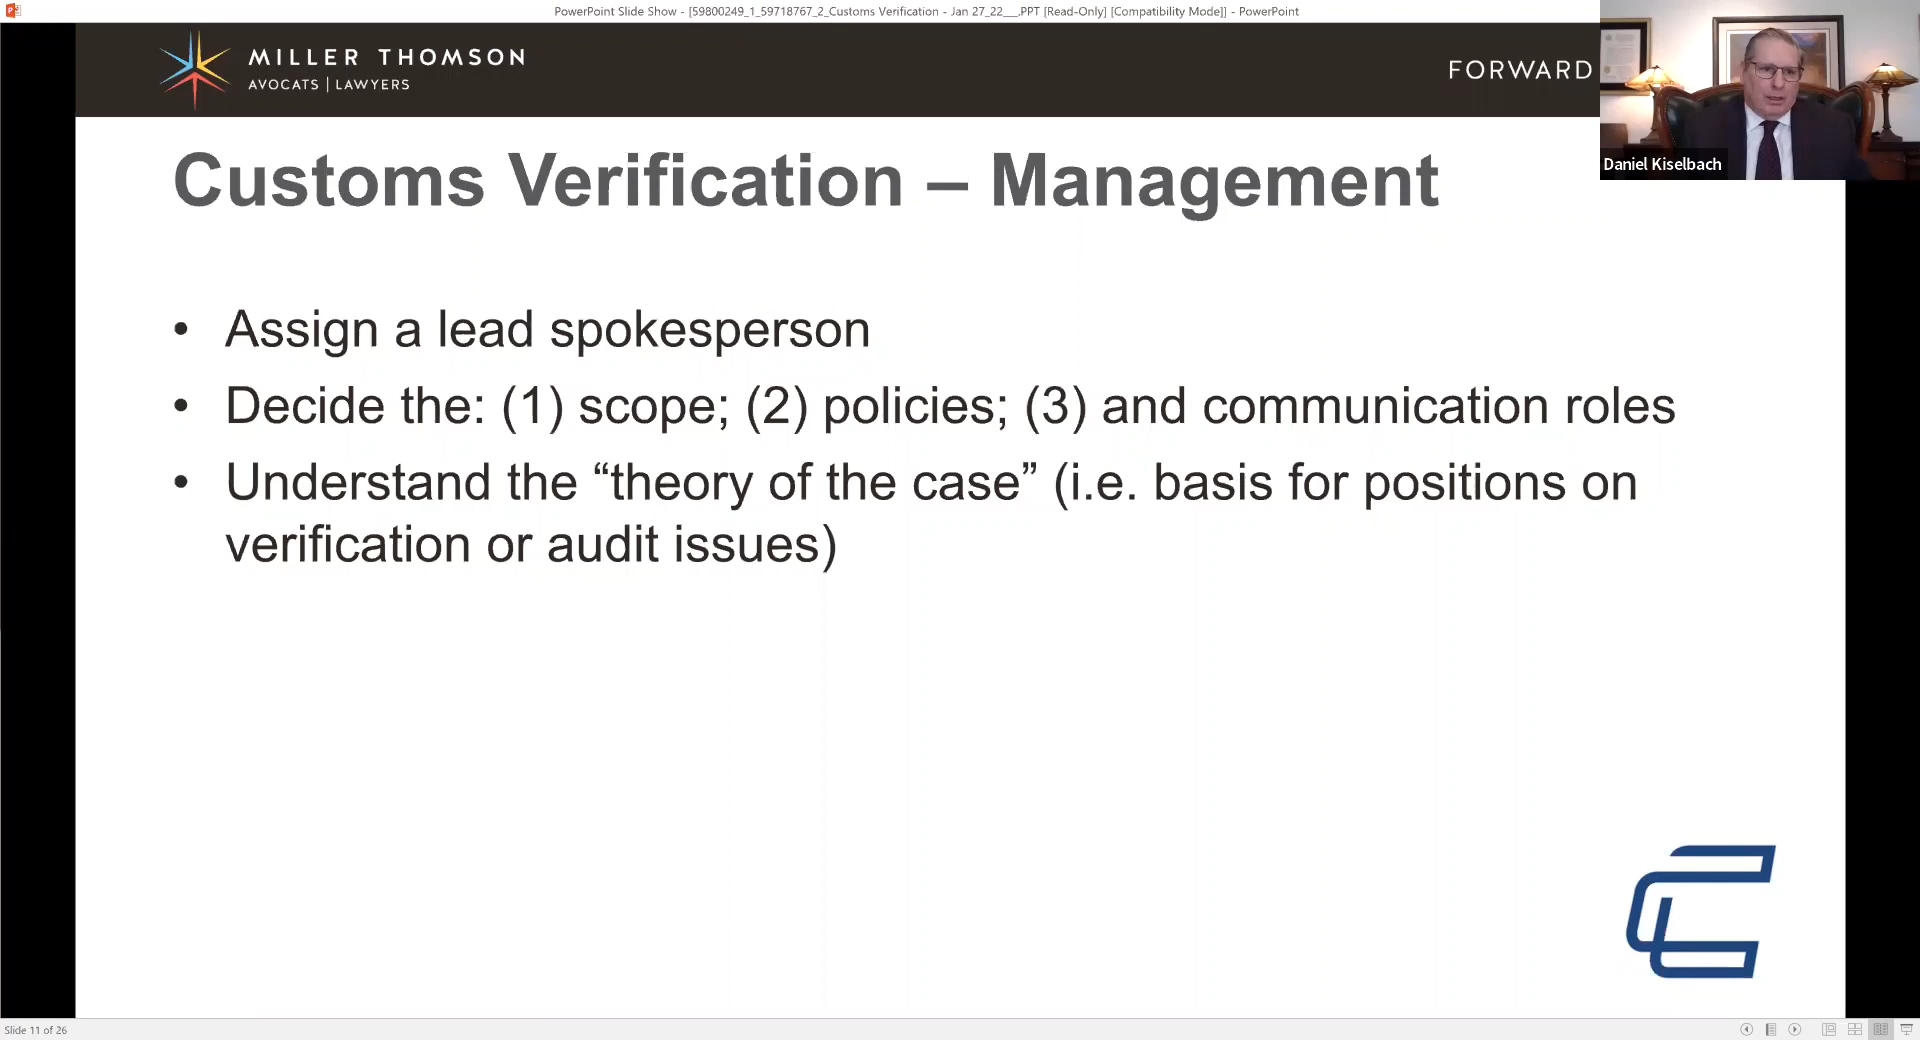 PowerPoint Slide Show - [59800249_1_59718767_2_Customs Verification - Jan 27_22___.PPT [Read-Only] [Compatibility Mode]] - PowerPoint
MILLER THOMSON
AVOCATS | LAWYERS
FORWARD
Daniel Kiselbach
Customs Verification – Management
• Assign a lead spokesperson
• Decide the: (1) scope; (2) policies; (3) and communication roles
• Understand the “theory of the case” (i.e. basis for positions on
verification or audit issues)
Slide 11 of 26